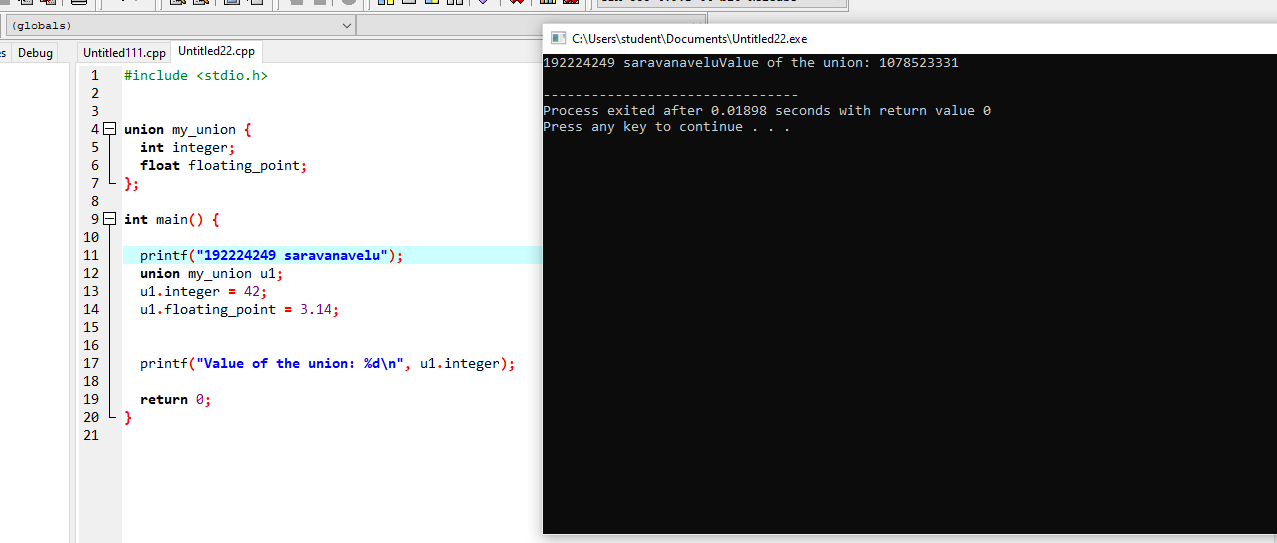 (globals)
es Debug Untitled111.cpp Untitled22.cpp
1 #include <stdio.h>
2
3
4 union my_union {
5 int integer;
6 float floating_point;
7 };
8
9 int main() {
10
11 printf("192224249 saravanavelu");
12 union my_union u1;
13 u1.integer = 42;
14 u1.floating_point = 3.14;
15
16
17 printf("Value of the union: %d\n", u1.integer);
18
19 return 0;
20 }
21
C:\Users\student\Documents\Untitled22.exe
192224249 saravanaveluValue of the union: 1078523331
--------------------------------
Process exited after 0.01898 seconds with return value 0
Press any key to continue . . .